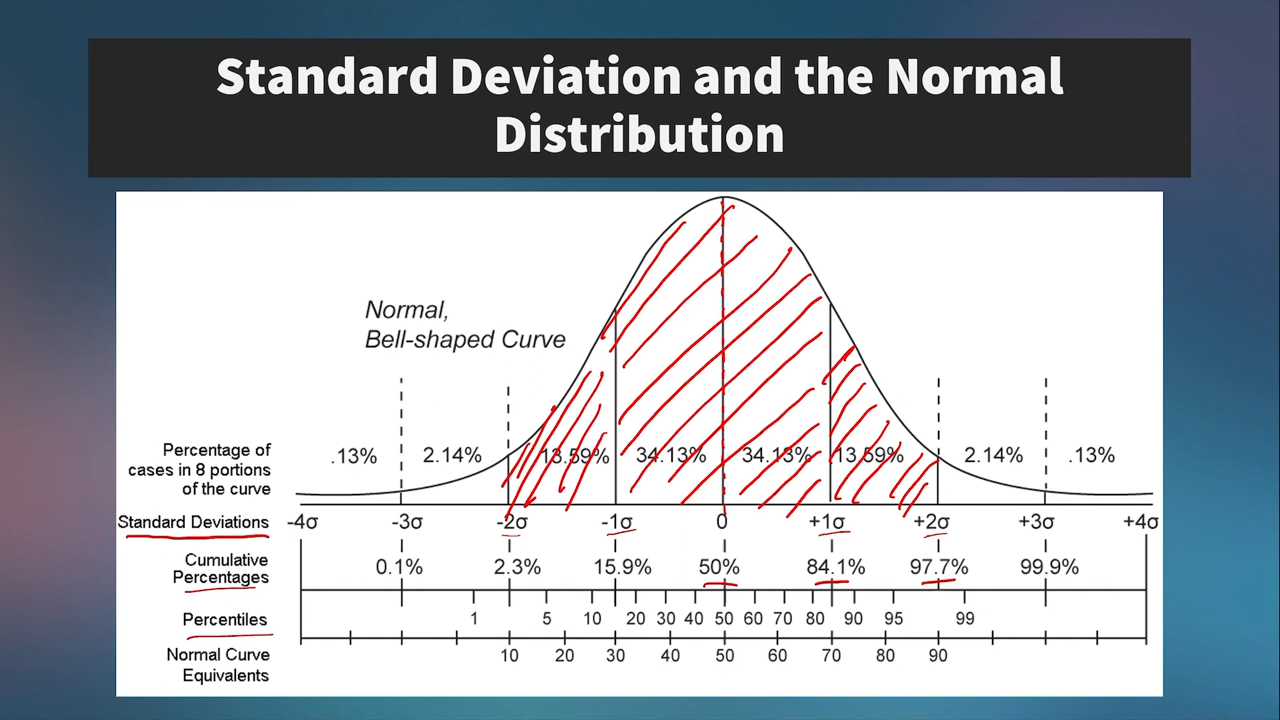 Standard Deviation and the Normal
Distribution
Normal,
Bell-shaped Curve
Percentage of
cases in 8 portions
of the curve
.13% 2.14% 13.59% 34.13% 34.13% 13.59% 2.14% .13%
Standard Deviations -4σ -3σ -2σ -1σ 0 +1σ +2σ +3σ +4σ
Cumulative
Percentages
0.1% 2.3% 15.9% 50% 84.1% 97.7% 99.9%
Percentiles 1 5 10 20 30 40 50 60 70 80 90 95 99
Normal Curve
Equivalents
10 20 30 40 50 60 70 80 90